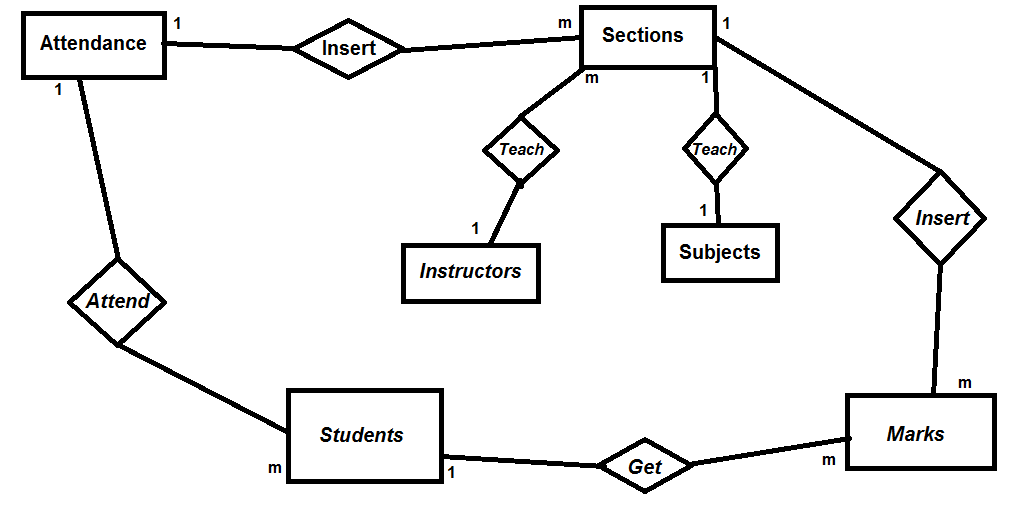 1
m
1
Attendance
Insert
Sections
1
m
1
Teach
Teach
1
1
Instructors
Subjects
Insert
Attend
m
Students
Marks
m
1
Get
m